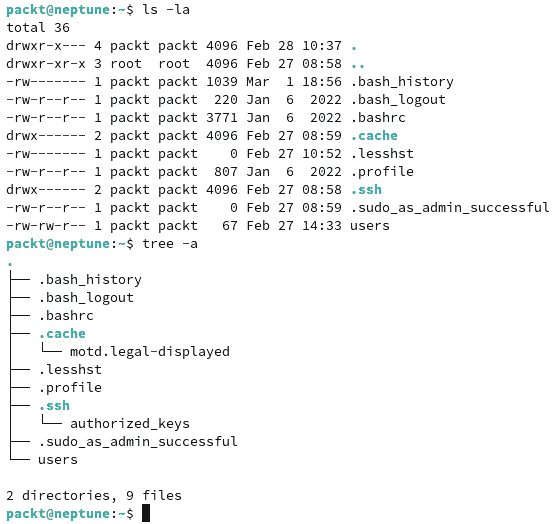 packt@neptune:~$ ls -la
total 36
drwxr-x--- 4 packt packt 4096 Feb 28 10:37 .
drwxr-xr-x 3 root  root  4096 Feb 27 08:58 ..
-rw------- 1 packt packt 1039 Mar  1 18:56 .bash_history
-rw-r--r-- 1 packt packt  220 Jan  6  2022 .bash_logout
-rw-r--r-- 1 packt packt 3771 Jan  6  2022 .bashrc
drwx------ 2 packt packt 4096 Feb 27 08:59 .cache
-rw------- 1 packt packt    0 Feb 27 10:52 .lesshst
-rw-r--r-- 1 packt packt  807 Jan  6  2022 .profile
drwx------ 2 packt packt 4096 Feb 27 08:58 .ssh
-rw-r--r-- 1 packt packt    0 Feb 27 08:59 .sudo_as_admin_successful
-rw-rw-r-- 1 packt packt   67 Feb 27 14:33 users
packt@neptune:~$ tree -a
.
├── .bash_history
├── .bash_logout
├── .bashrc
├── .cache
│   └── motd.legal-displayed
├── .lesshst
├── .profile
├── .ssh
│   └── authorized_keys
├── .sudo_as_admin_successful
└── users

2 directories, 9 files
packt@neptune:~$